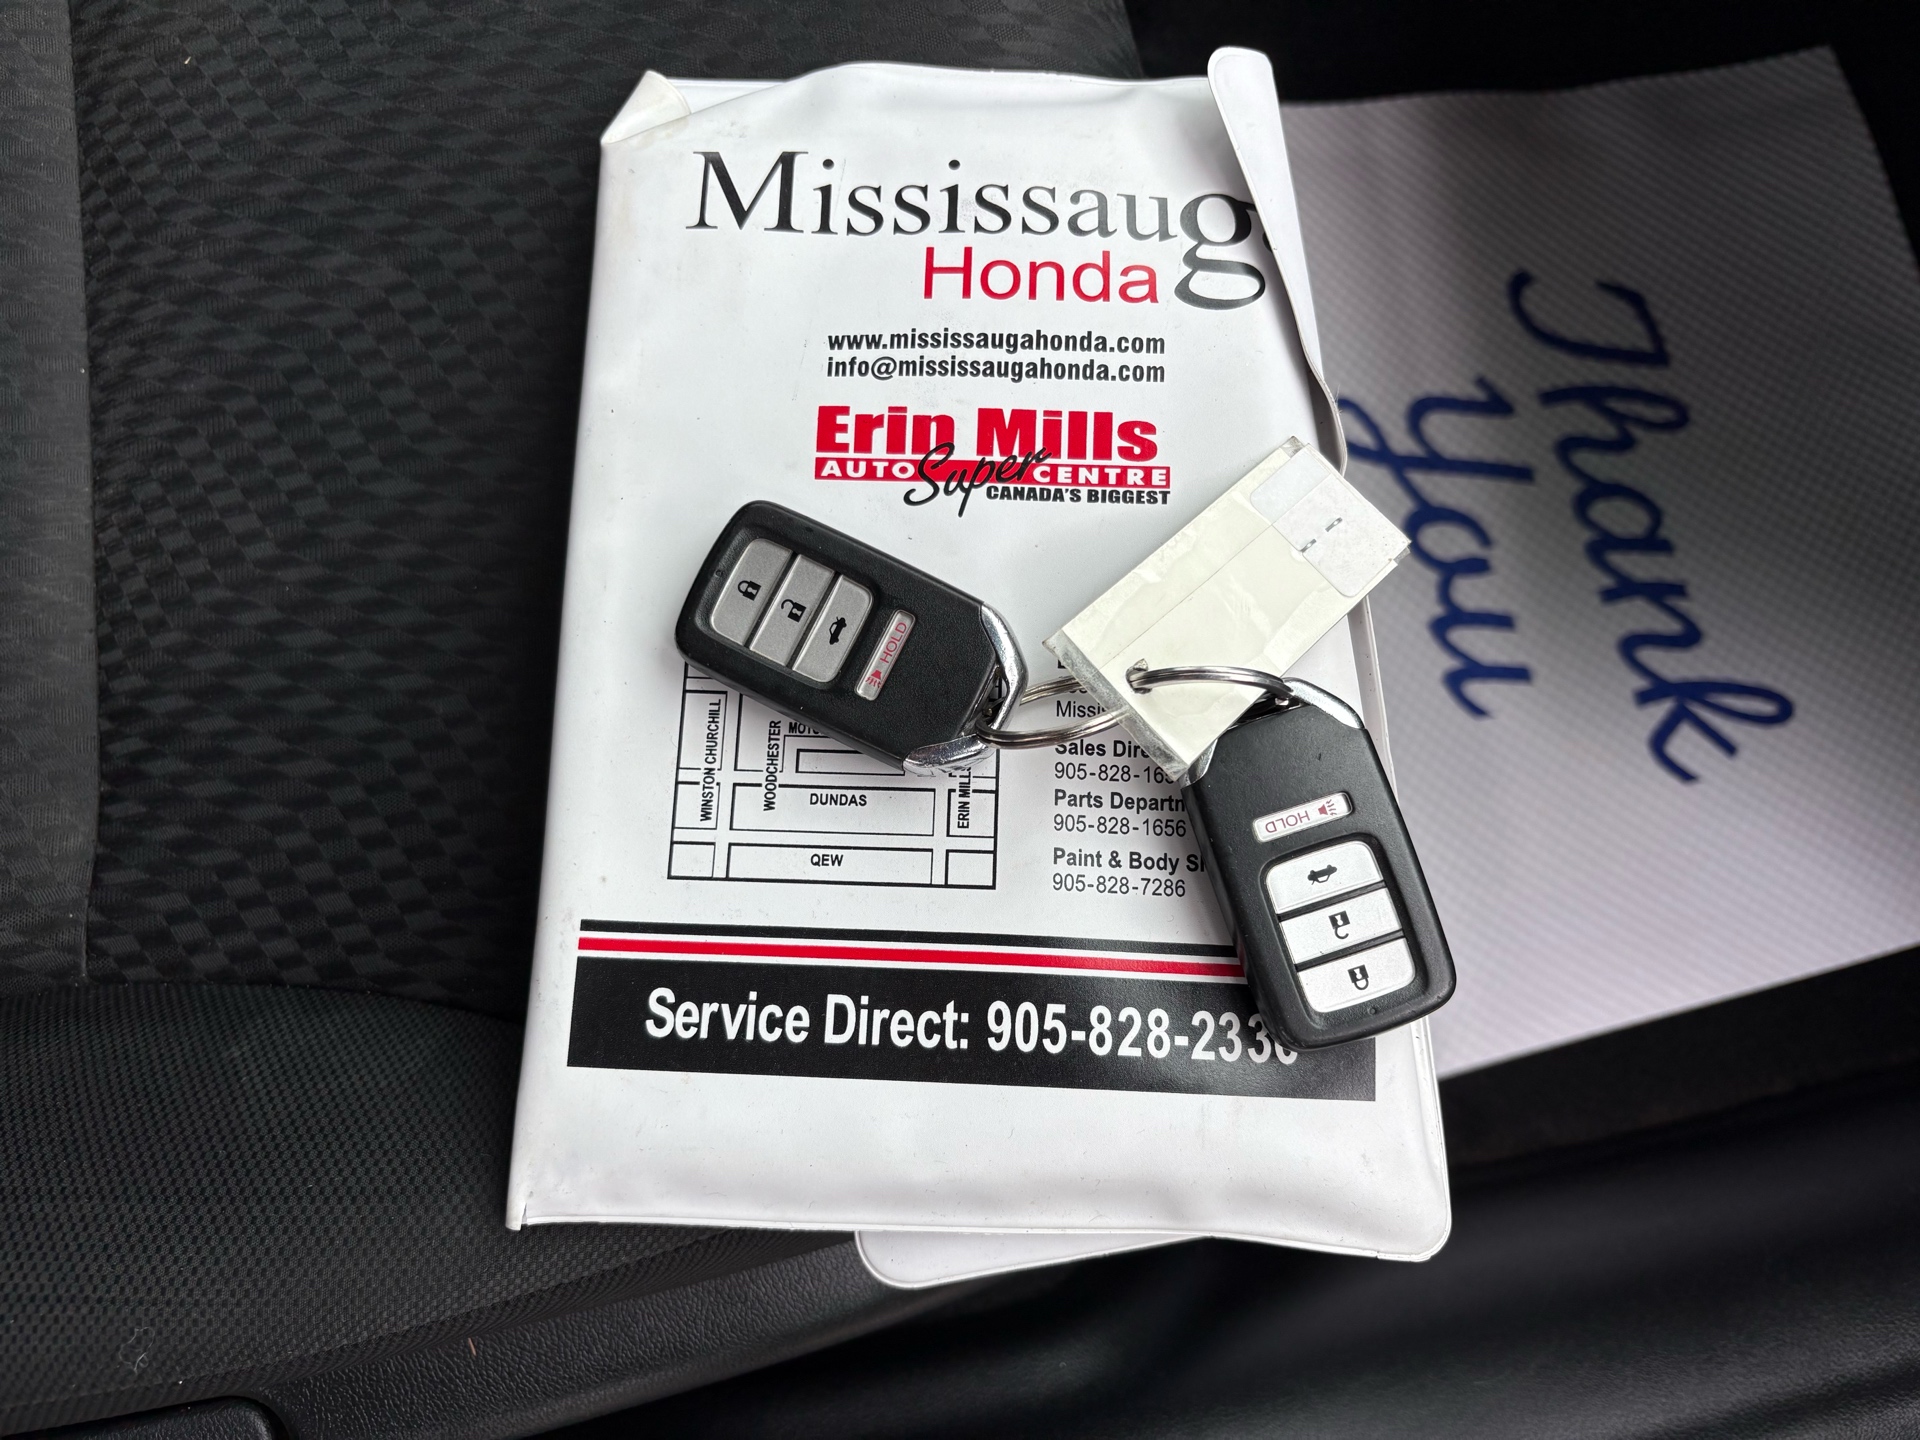 Mississaug
Honda
www.mississaugahonda.com
info@mississaugahonda.com
Erin Mills
AUTO Super CENTRE
CANADA'S BIGGEST
HOLD
WINSTON CHURCHILL
WOODCHESTER
DUNDAS
ERIN MILLS
QEW
Missi
Sales Direc
905-828-165
Parts Departm
905-828-1656
Paint & Body S
905-828-7286
HOLD
Service Direct: 905-828-233
Thank
You